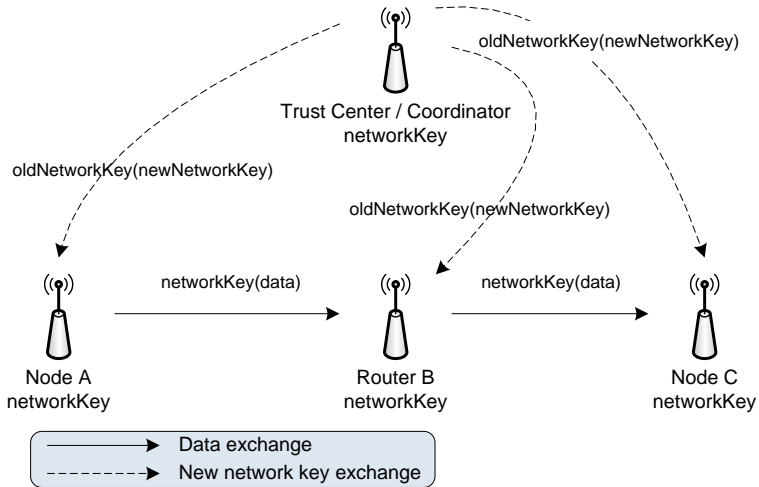 oldNetworkKey(newNetworkKey)
Trust Center / Coordinator
networkKey
oldNetworkKey(newNetworkKey)
oldNetworkKey(newNetworkKey)
networkKey(data)
networkKey(data)
Node A
networkKey
Router B
networkKey
Node C
networkKey
Data exchange
New network key exchange